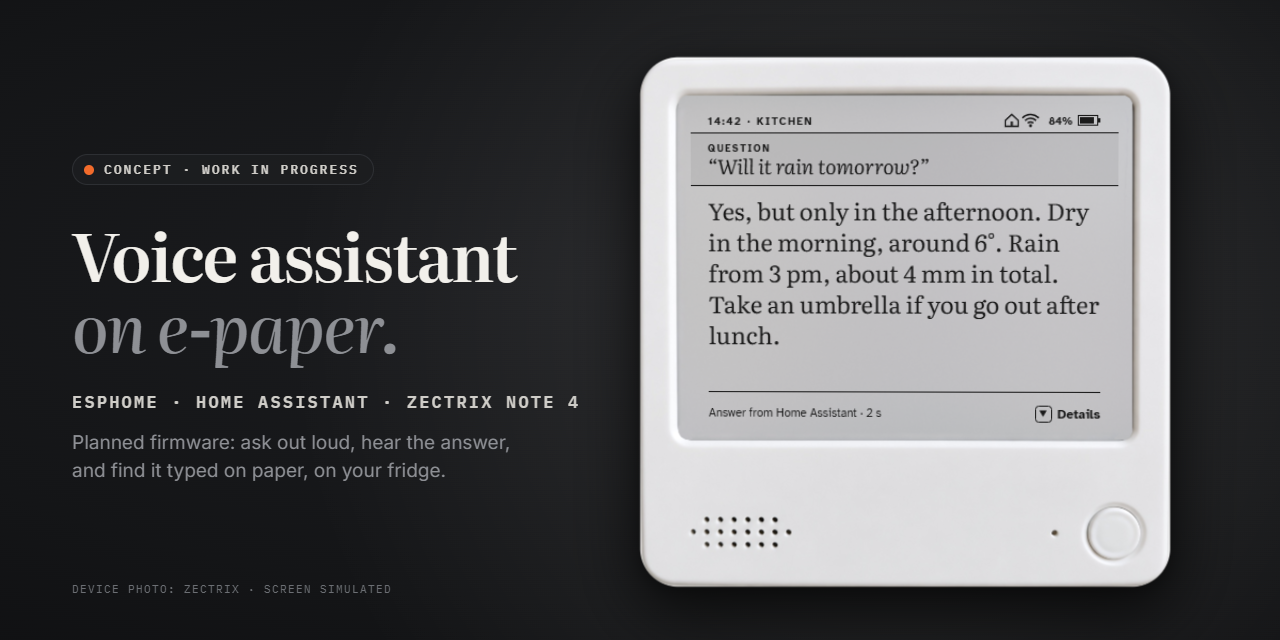 CONCEPT · WORK IN PROGRESS
Voice assistant
on e-paper.
ESPHOME · HOME ASSISTANT · ZECTRIX NOTE 4
Planned firmware: ask out loud, hear the answer,
and find it typed on paper, on your fridge.
DEVICE PHOTO: ZECTRIX · SCREEN SIMULATED
14:42 · KITCHEN 84%
QUESTION
“Will it rain tomorrow?”
Yes, but only in the afternoon. Dry
in the morning, around 6°. Rain
from 3 pm, about 4 mm in total.
Take an umbrella if you go out after
lunch.
Answer from Home Assistant · 2 s
Details